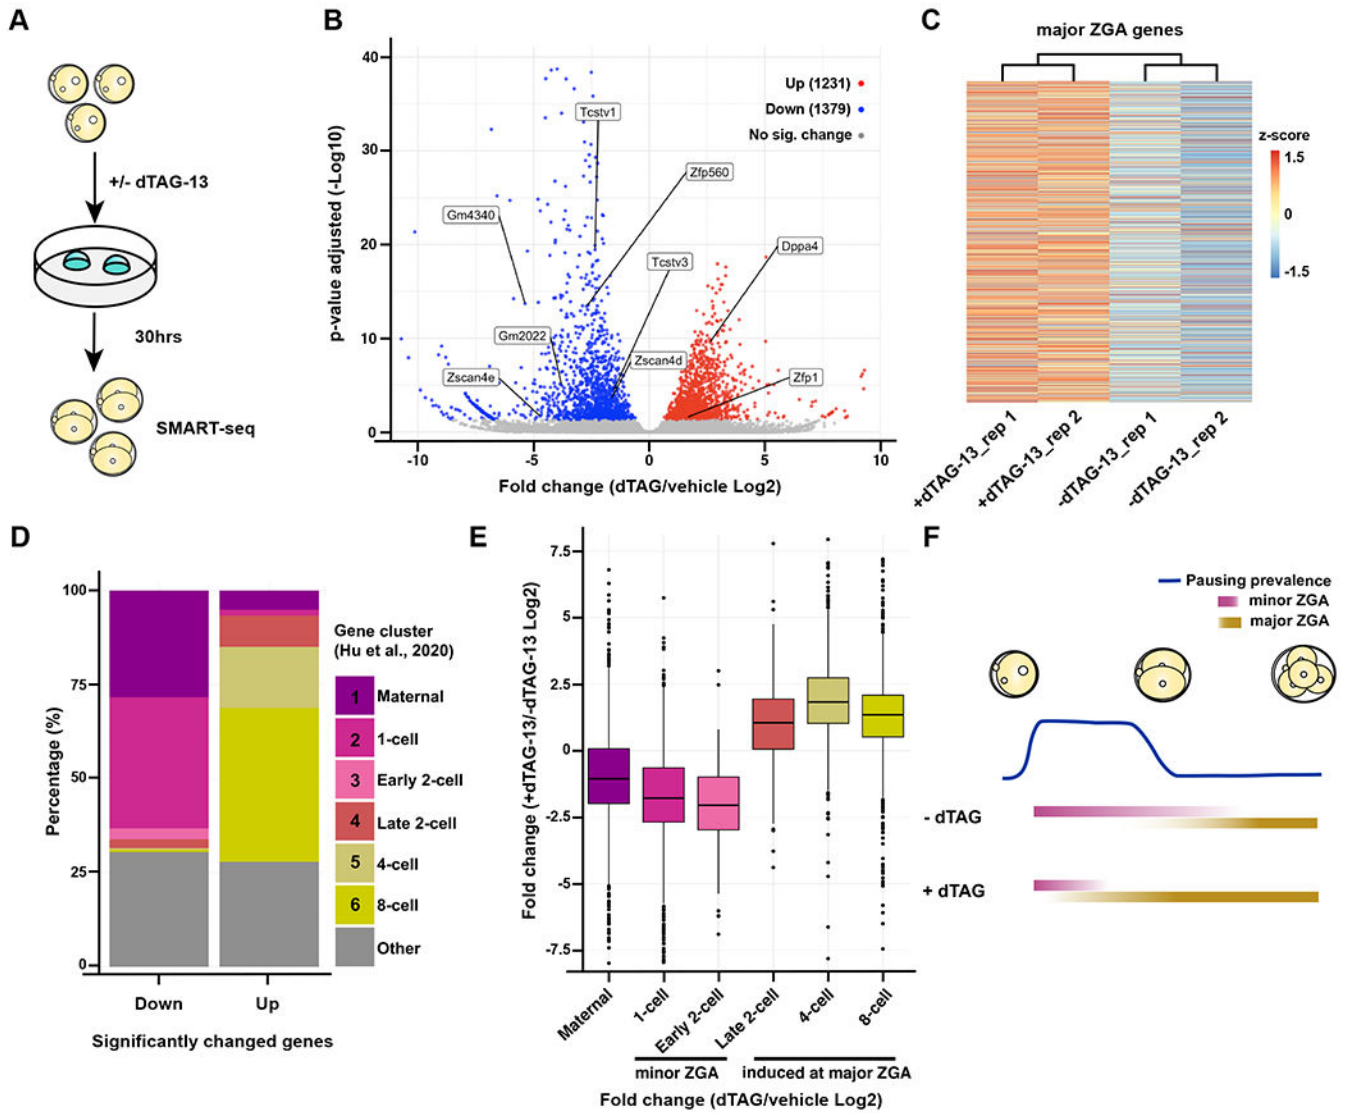 A
+/- dTAG-13
30hrs
SMART-seq
B
p-value adjusted (-Log10)
40
30
20
10
0
-10
-5
0
5
10
Fold change (dTAG/vehicle Log2)
Up (1231)
Down (1379)
No sig. change
Tcstv1
Zfp560
Gm4340
Dppa4
Tcstv3
Gm2022
Zscan4d
Zscan4e
Zfp1
C
major ZGA genes
z-score
1.5
0
-1.5
+dTAG-13_rep 1
+dTAG-13_rep 2
-dTAG-13_rep 1
-dTAG-13_rep 2
D
Percentage (%)
100
75
50
25
0
Down
Up
Significantly changed genes
Gene cluster
(Hu et al., 2020)
1 Maternal
2 1-cell
3 Early 2-cell
4 Late 2-cell
5 4-cell
6 8-cell
Other
E
Fold change (+dTAG-13/-dTAG-13 Log2)
7.5
5
2.5
0
-2.5
-5
-7.5
Maternal
1-cell
Early 2-cell
Late 2-cell
4-cell
8-cell
minor ZGA
induced at major ZGA
Fold change (dTAG/vehicle Log2)
F
Pausing prevalence
minor ZGA
major ZGA
- dTAG
+ dTAG